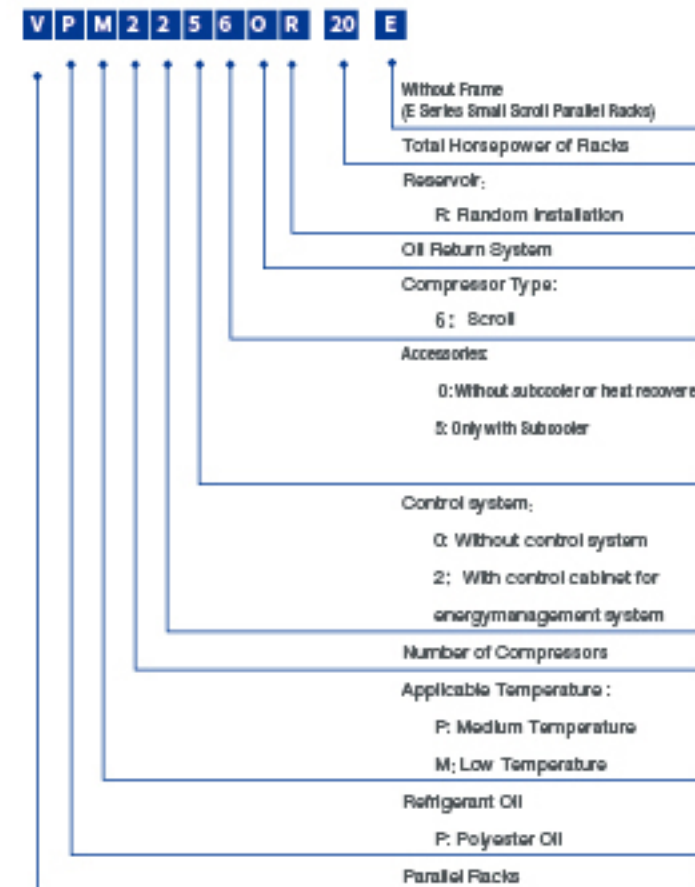 V P M 2 2 5 6 O R 20 E
Without Frame
(E Series Small Scroll Parallel Racks)
Total Horsepower of Racks
Reservoir:
R: Random Installation
Oil Return System
Compressor Type:
6: Scroll
Accessories:
0: Without subcooler or heat recovere
5: Only with Subcooler
Control system:
0: Without control system
2: With control cabinet for
energymanagement system
Number of Compressors
Applicable Temperature:
P: Medium Temperature
M: Low Temperature
Refrigerant Oil
P: Polyester Oil
Parallel Racks